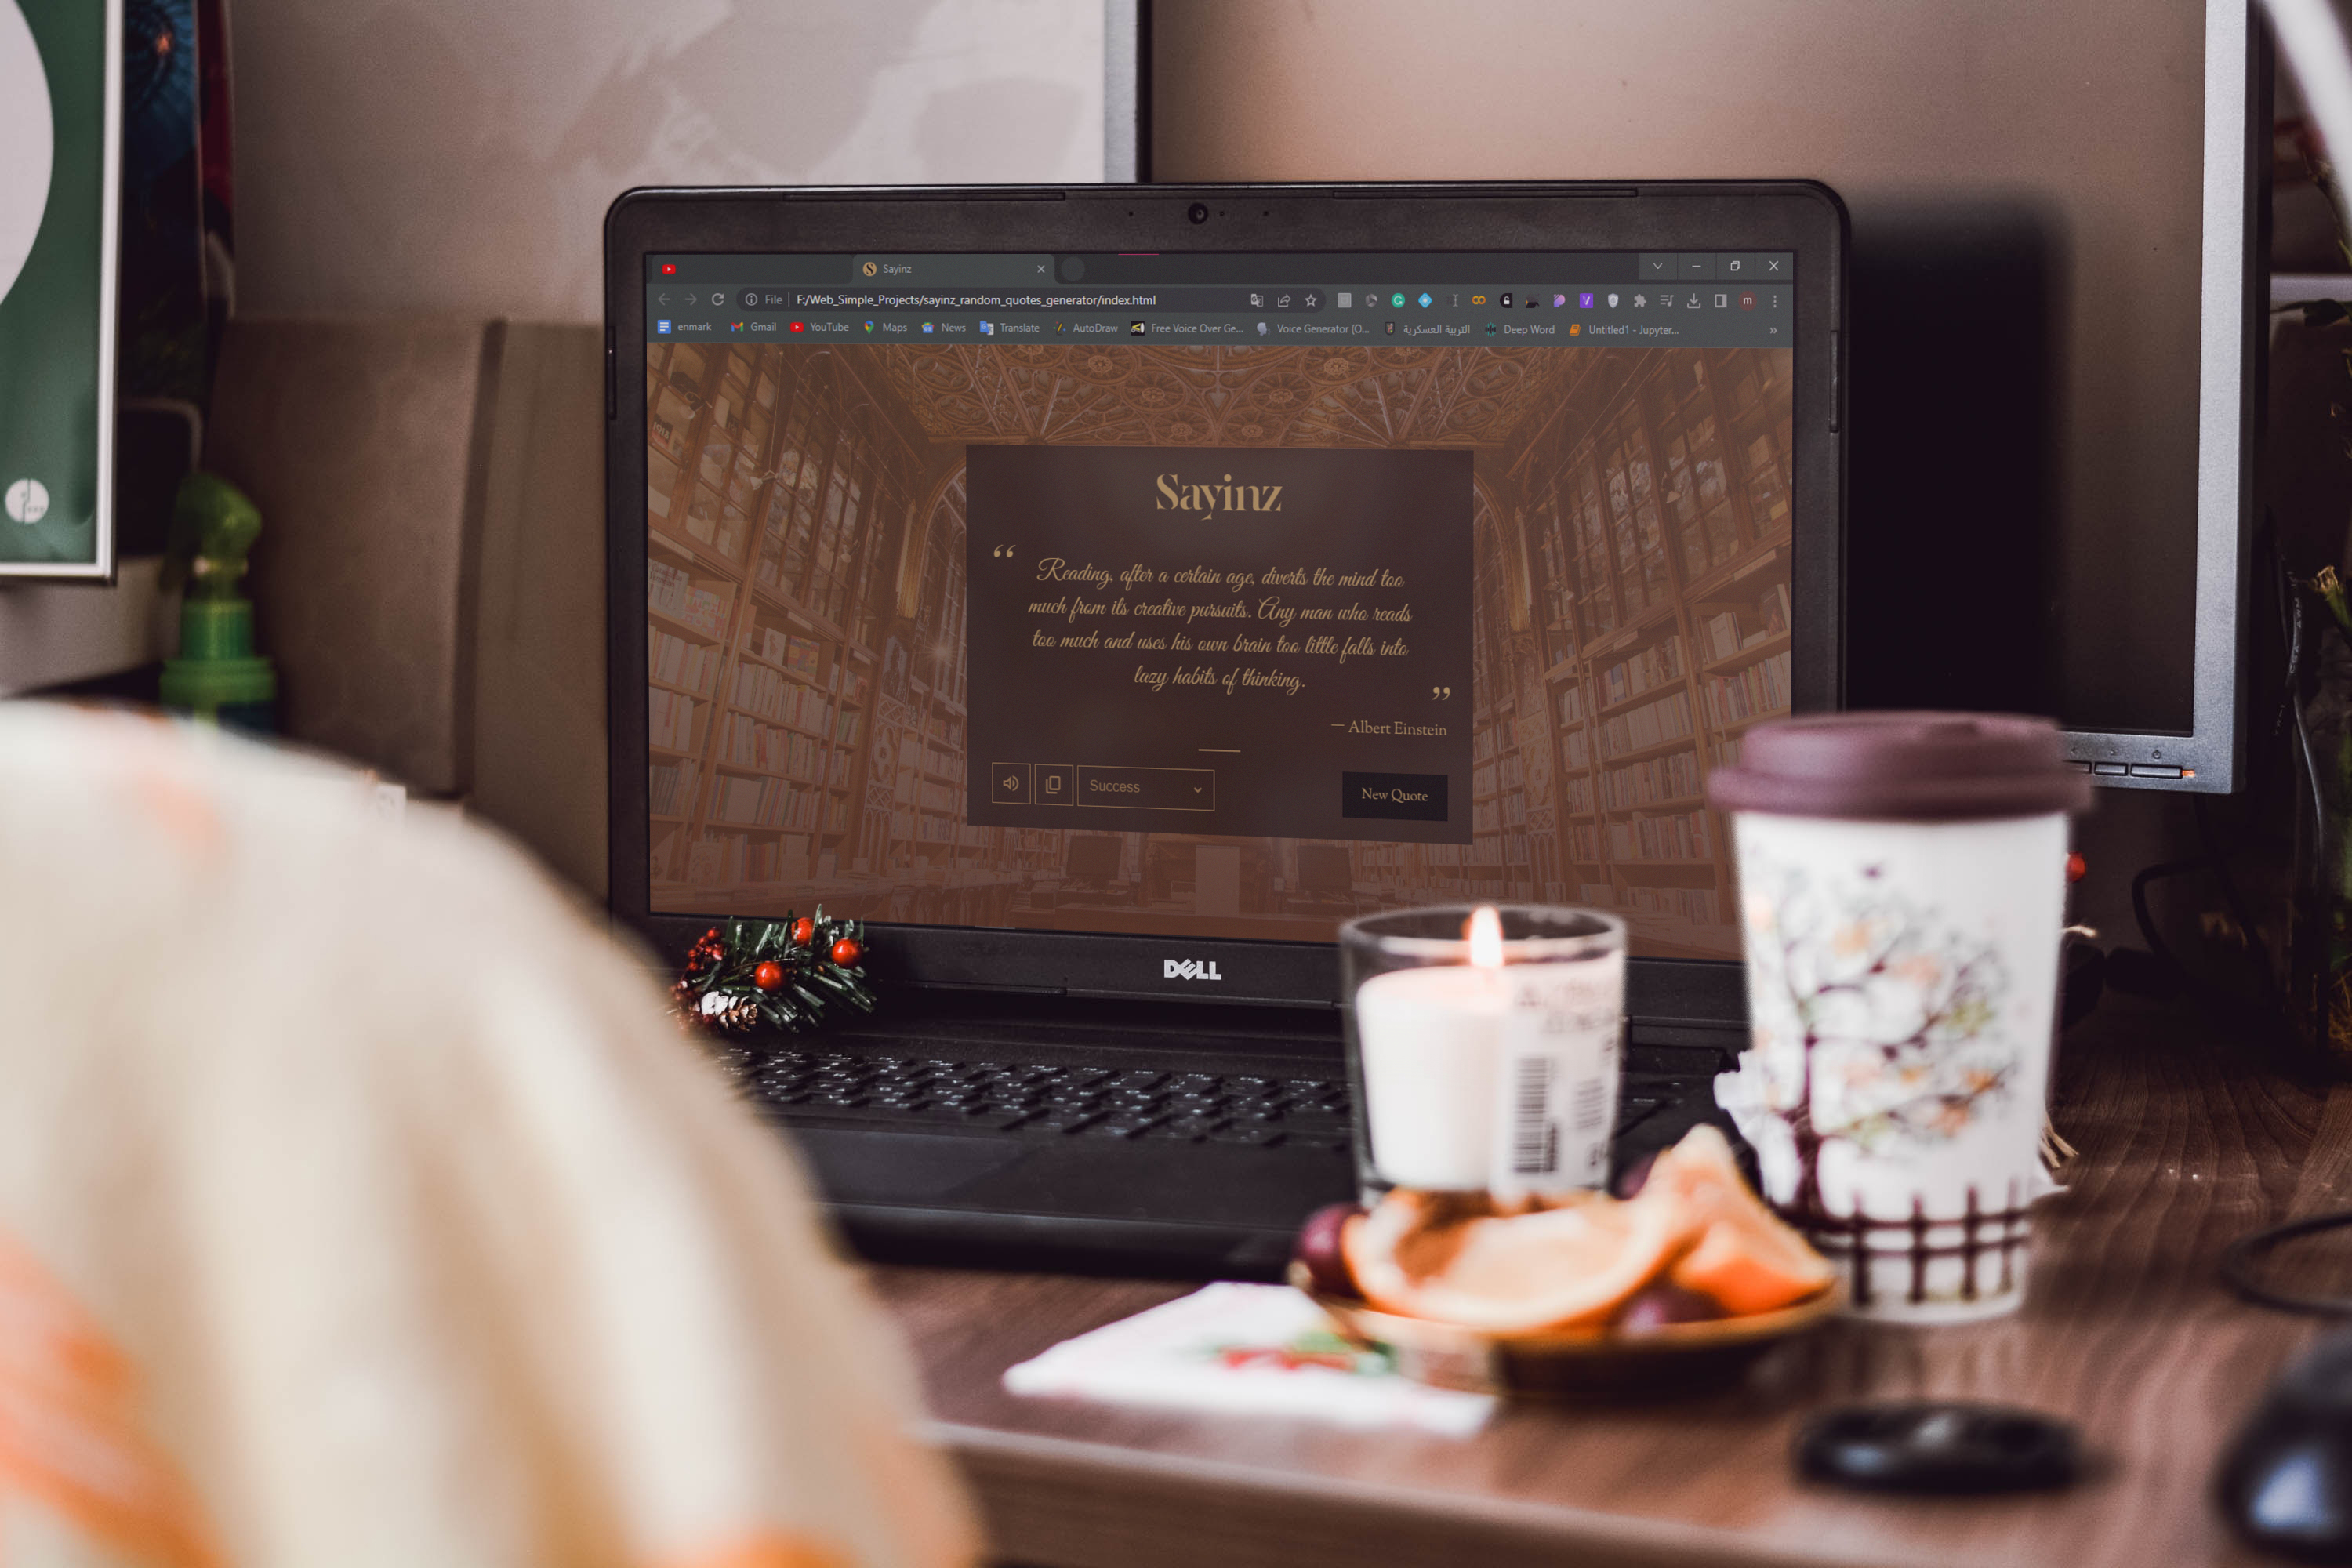 Sayinz
File F:/Web_Simple_Projects/sayinz_random_quotes_generator/index.html
m
enmark Gmail YouTube Maps News Translate AutoDraw Free Voice Over Ge... Voice Generator (O... التربية العسكرية Deep Word Untitled1 - Jupyter... »
Sayinz
“ Reading, after a certain age, diverts the mind too
much from its creative pursuits. Any man who reads
too much and uses his own brain too little falls into
lazy habits of thinking. ”
— Albert Einstein
Success
New Quote
DELL